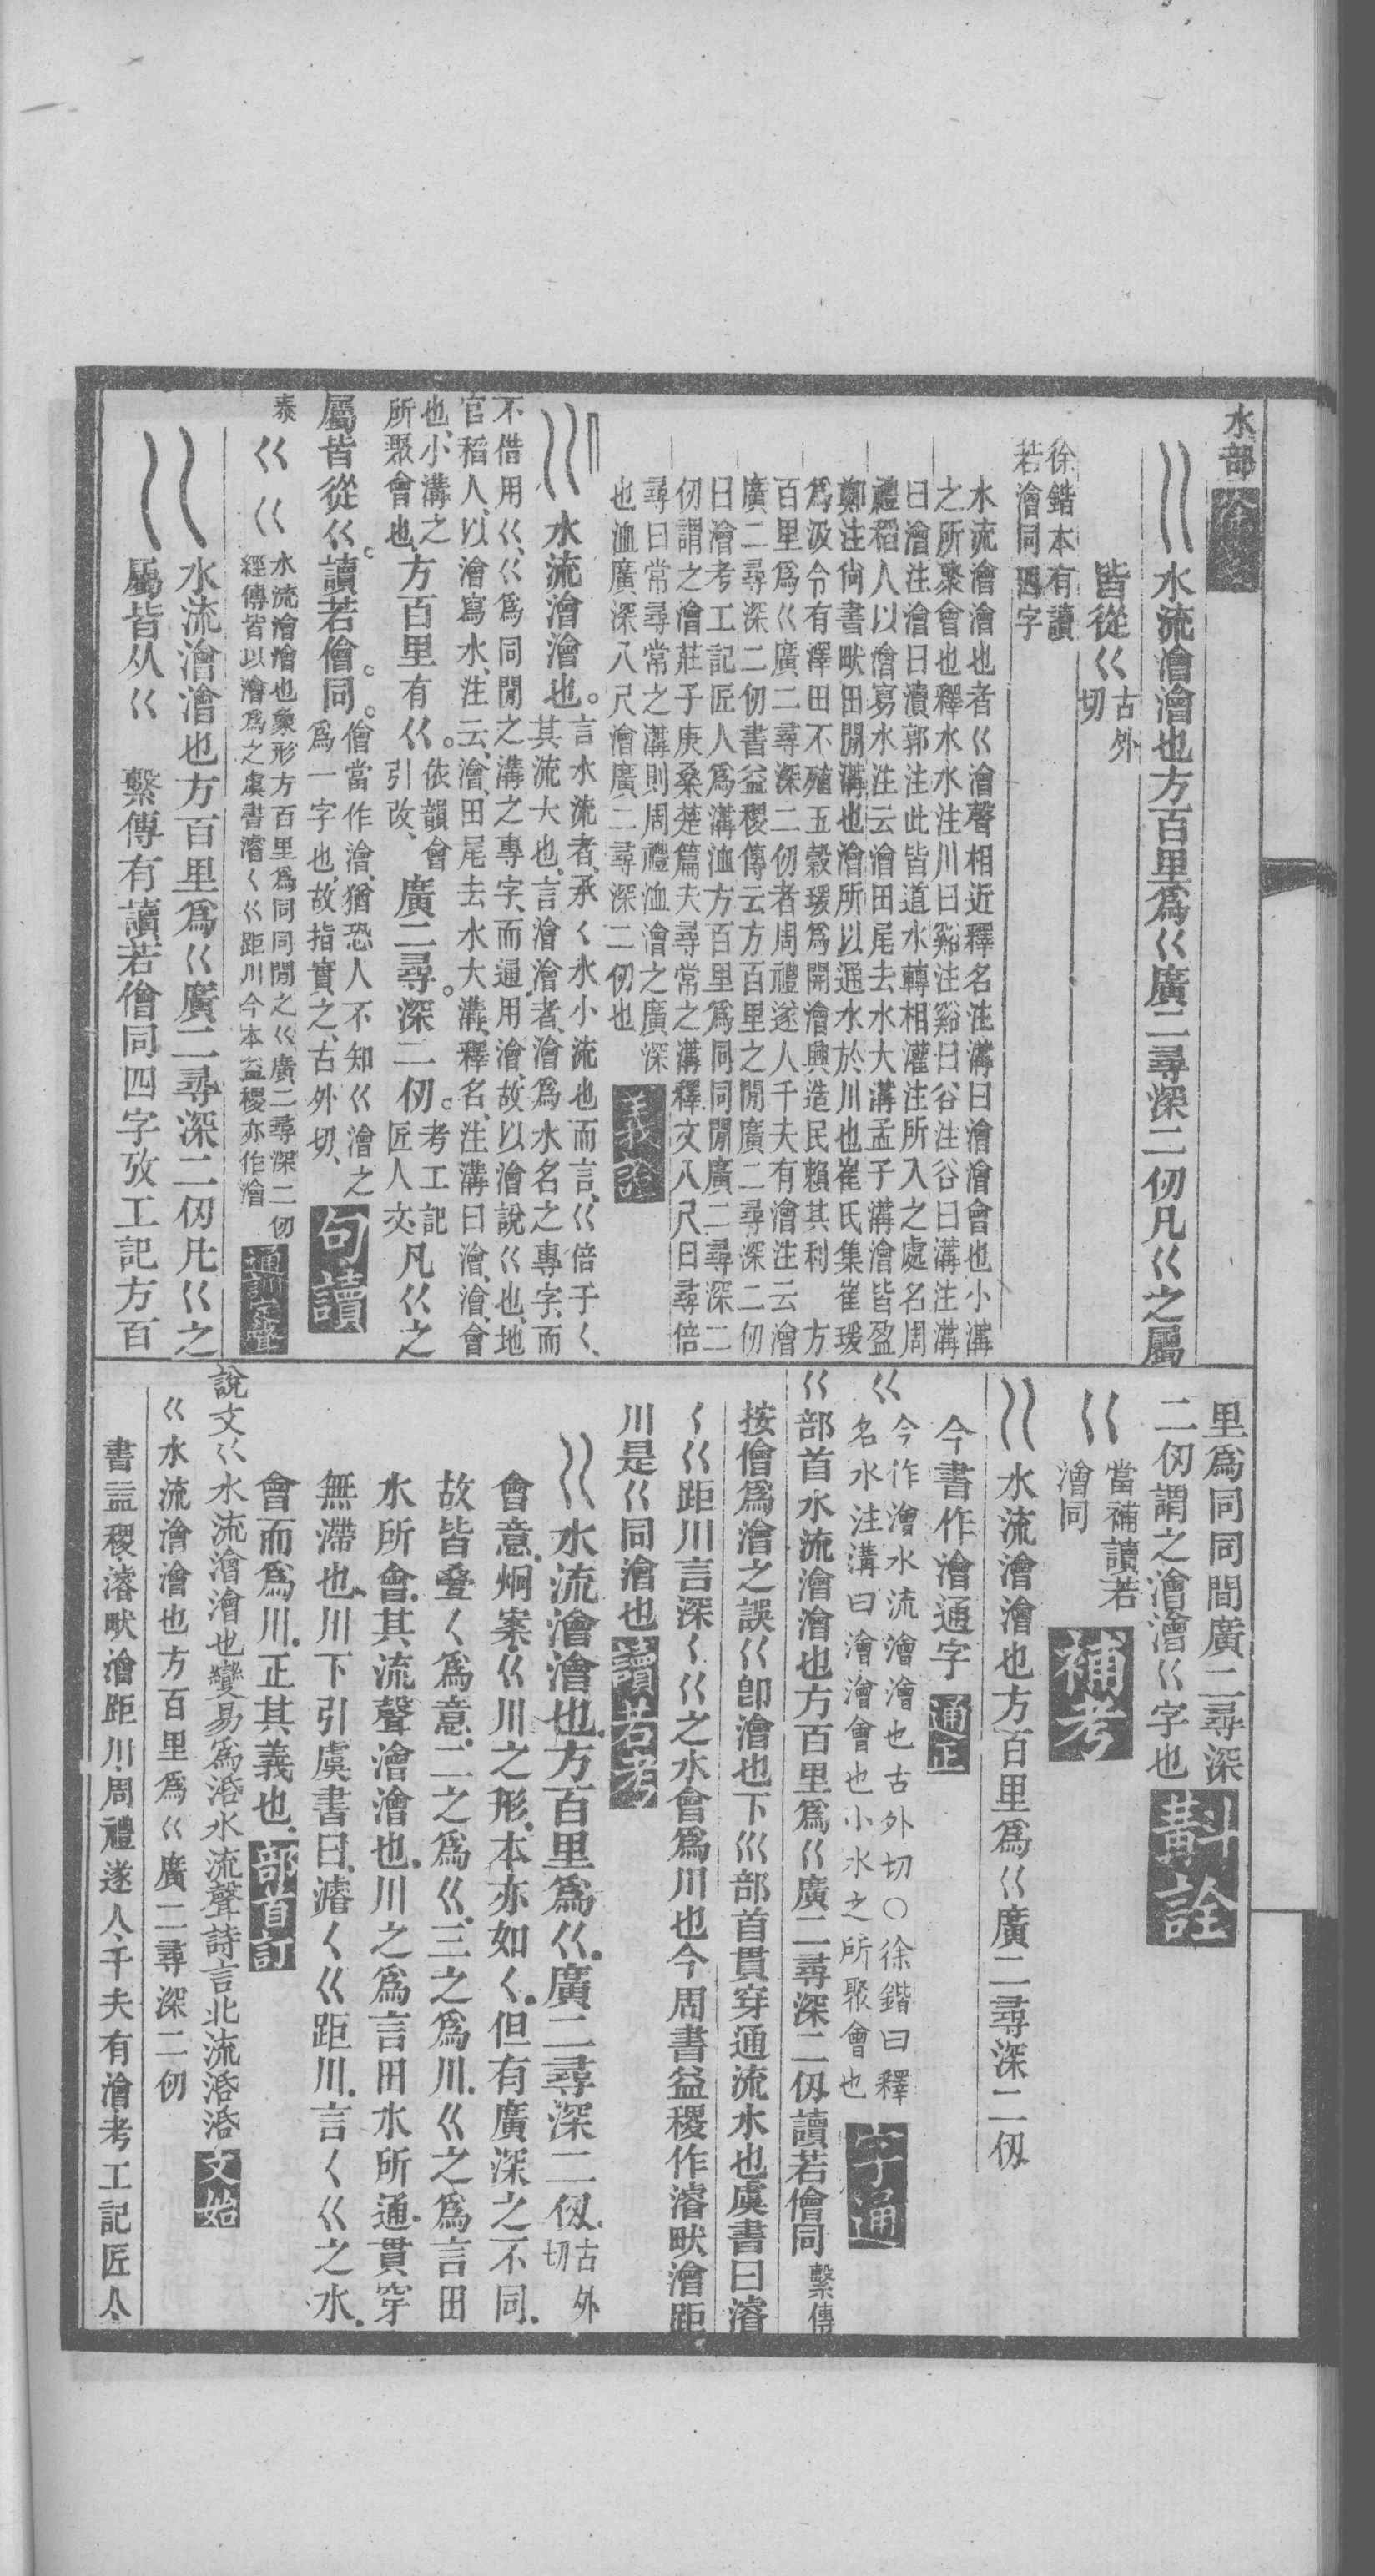 水部
水流澮澮也方百里爲巜廣二尋深二仞凡巜之屬
皆從巜古外切
徐鍇本有讀
若澮同四字
水流澮澮也者巜澮聲相近釋名注溝曰澮澮會也小溝
之所聚會也釋水水注川曰谿注谿曰谷注谷曰溝注溝
曰澮注澮曰瀆郭注此皆道水轉相灌注所入之處名周
禮稻人以澮寫水注云澮田尾去水大溝孟子溝澮皆盈
鄭注尙書畎田閒溝也澮所以通水於川也崔氏集崔瑗
爲汲令有澤田不殖五穀瑗爲開澮興造民賴其利 方
百里爲巜廣二尋深二仞者周禮遂人千夫有澮注云澮
廣二尋深二仞書益稷傳云方百里之閒廣二尋深二仞
曰澮考工記匠人爲溝洫方百里爲同同閒廣二尋深二
仞謂之澮莊子庚桑楚篇夫尋常之溝釋文八尺曰尋倍
尋曰常尋常之溝則周禮洫澮之廣深
也洫廣深八尺澮廣二尋深二仞也 義證
巜 水流澮澮也。言水流者、承〈水小流也而言、巜倍于〈、
其流大也、言澮澮者、澮爲水名之專字、而
不借用巜、巜爲同閒之溝之專字、而通用澮、故以澮說巜也、地
官稻人、以澮寫水、注云、澮、田尾去水大溝、釋名、注溝曰澮、澮、會
也、小溝之
所聚會也、方百里有巜。依韻會
引改、廣二尋。深二仞。考工記
匠人文、凡巜之
屬皆從巜。讀若儈。同。儈當作澮、猶恐人不知巜澮之
爲一字也、故指實之、古外切、 句讀
泰
巜 巜 水流澮澮也象形方百里爲同同閒之巜廣二尋深二仞
經傳皆以澮爲之虞書濬〈巜距川今本益稷亦作澮 通訓定聲
巜 水流澮澮也方百里爲巜廣二尋深二仞凡巜之
屬皆从巜 繫傳有讀若儈同四字攷工記方百
里爲同同間廣二尋深
二仞謂之澮澮巜字也 斠詮
巜 當補讀若
澮同 補考
巜 水流澮澮也方百里爲巜廣二尋深二仭
今書作澮通字 通正
巜 今作澮水流澮澮也古外切○徐鍇曰釋
名水注溝曰澮澮會也小水之所聚會也 字通
巜部首水流澮澮也方百里爲巜廣二尋深二仭讀若儈同繫傳
按儈爲澮之誤巜卽澮也下巛部首貫穿通流水也虞書曰濬
〈巜距川言深〈巜之水會爲川也今周書益稷作濬畎澮距
川是巜同澮也 讀若考
巜 水流澮澮也.方百里爲巜.廣二尋深二仭.古外
切
會意.炯案.巜川之形.本亦如〈.但有廣深之不同.
故皆疊〈爲意.二之爲巜.三之爲川.巜之爲言田
水所會.其流聲澮澮也.川之爲言田水所通.貫穿
無滯也.川下引虞書曰.濬〈巜距川.言〈巜之水.
會而爲川.正其義也. 部首訂
說文巜水流澮澮也變易爲湝水流聲詩言北流湝湝 文始
巜水流澮澮也方百里爲巜廣二尋深二仞
書益稷濬畎澮距川、周禮遂人、千夫有澮考工記匠人、